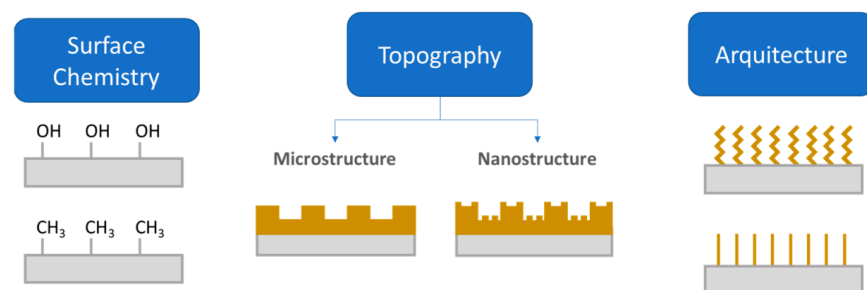 Surface
Chemistry
Topography
Arquitecture
OH OH OH
Microstructure
Nanostructure
CH₃ CH₃ CH₃